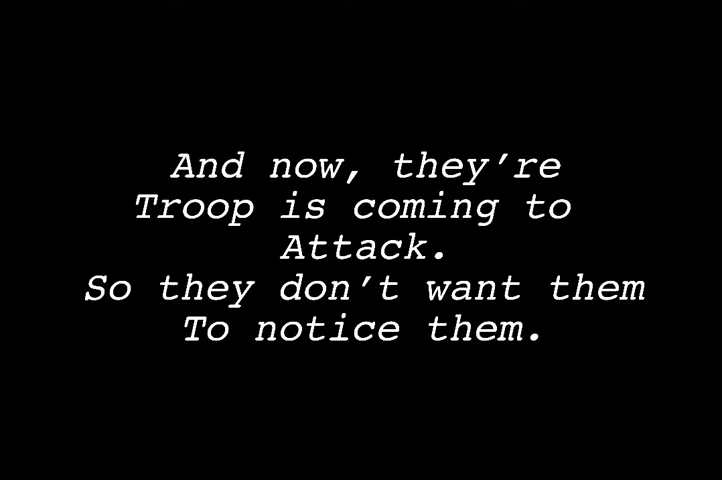 And now, they're
Troop is coming to
Attack.
So they don't want them
To notice them.